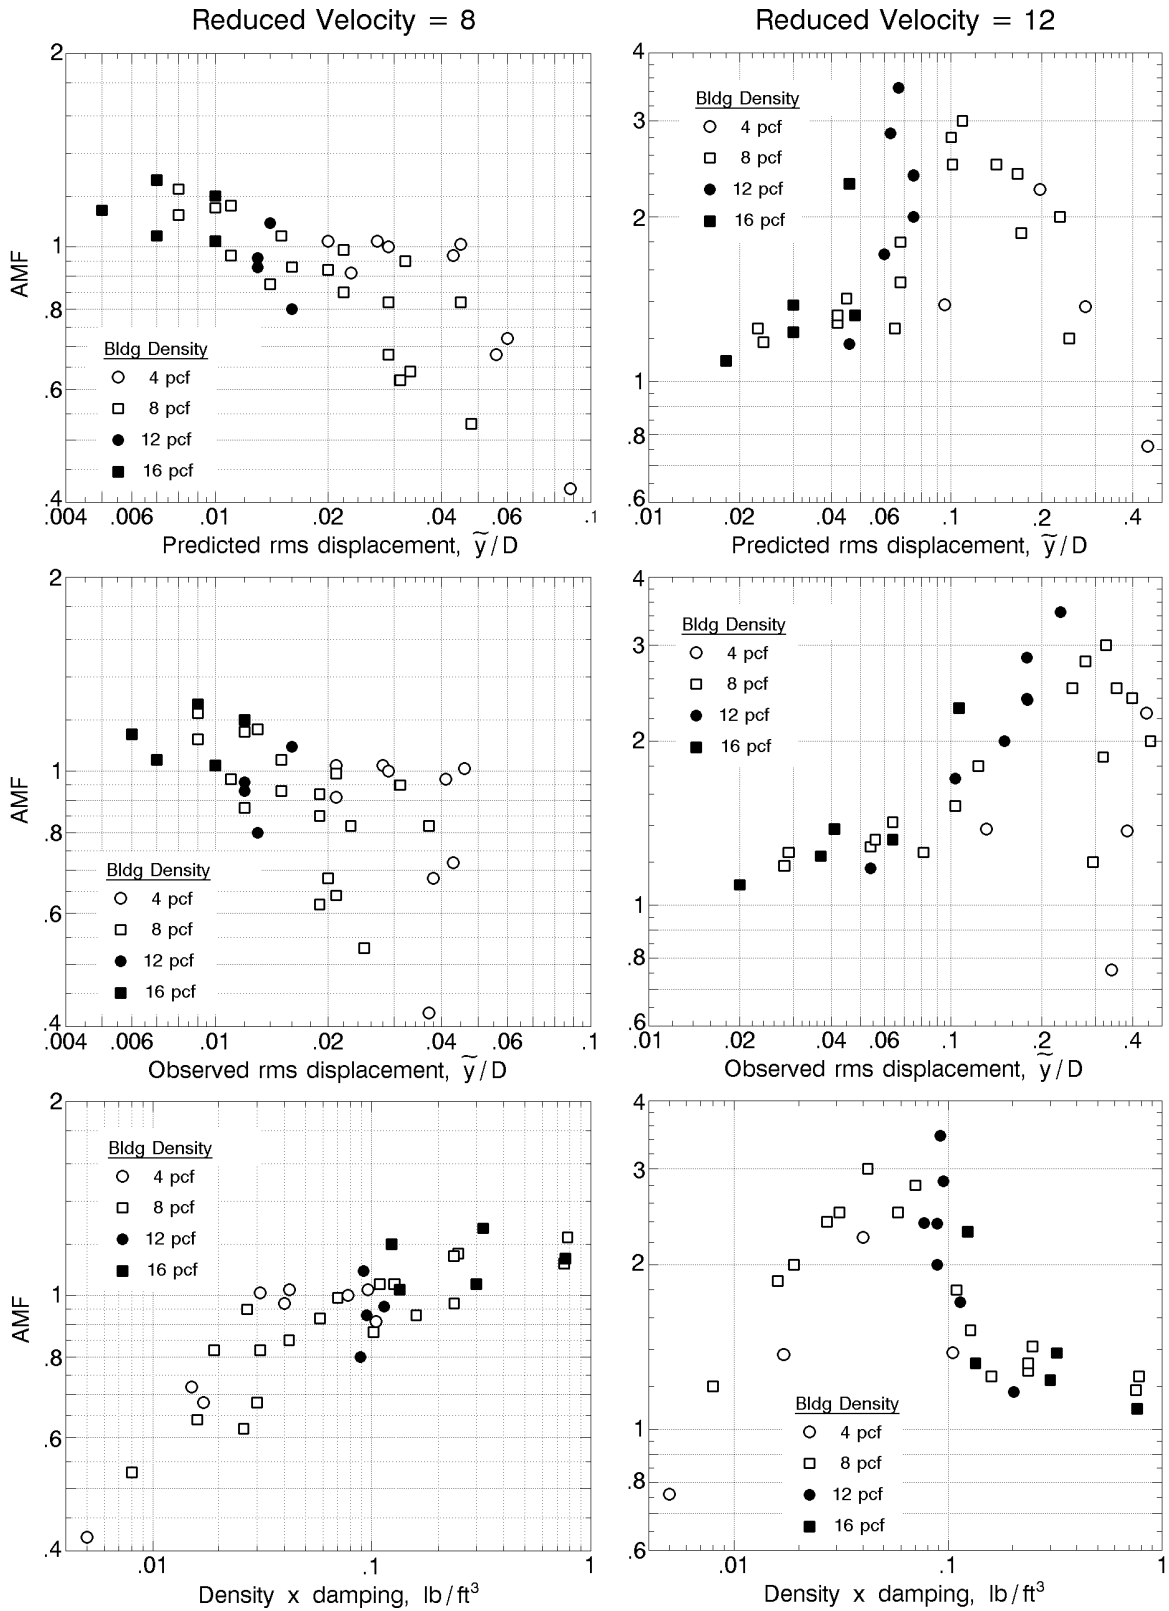 Reduced Velocity = 8
2
1
.8
.6
.4
AMF
Bldg Density
4 pcf
8 pcf
12 pcf
16 pcf
.004 .006 .01 .02 .04 .06 .1
Predicted rms displacement, ỹ/D
Reduced Velocity = 12
4
3
2
1
.8
.6
Bldg Density
4 pcf
8 pcf
12 pcf
16 pcf
.01 .02 .04 .06 .1 .2 .4
Predicted rms displacement, ỹ/D
2
1
.8
.6
.4
AMF
Bldg Density
4 pcf
8 pcf
12 pcf
16 pcf
.004 .006 .01 .02 .04 .06 .1
Observed rms displacement, ỹ/D
4
3
2
1
.8
.6
Bldg Density
4 pcf
8 pcf
12 pcf
16 pcf
.01 .02 .04 .06 .1 .2 .4
Observed rms displacement, ỹ/D
2
1
.8
.6
.4
AMF
Bldg Density
4 pcf
8 pcf
12 pcf
16 pcf
.01 .1 1
Density x damping, lb/ft³
4
3
2
1
.8
.6
Bldg Density
4 pcf
8 pcf
12 pcf
16 pcf
.01 .1 1
Density x damping, lb/ft³